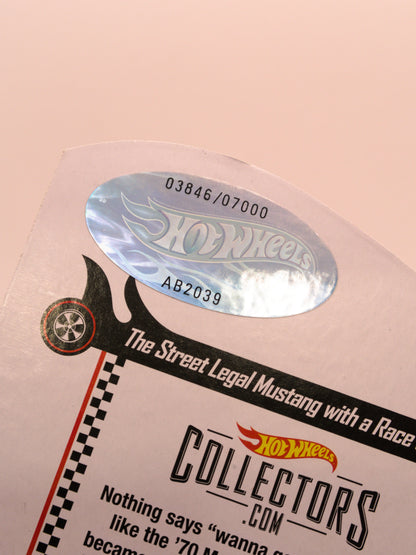 03846/07000
Hot Wheels
AB2039
The Street Legal Mustang with a Race
Hot Wheels
COLLECTORS
.COM
Nothing says "wanna
like the '70
became